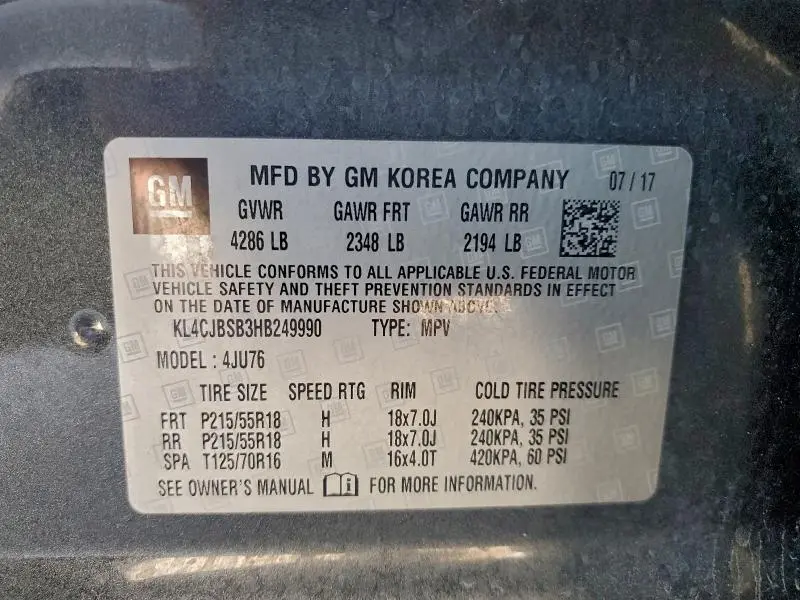 GM
MFD BY GM KOREA COMPANY 07/17
GVWR GAWR FRT GAWR RR
4286 LB 2348 LB 2194 LB
THIS VEHICLE CONFORMS TO ALL APPLICABLE U.S. FEDERAL MOTOR
VEHICLE SAFETY AND THEFT PREVENTION STANDARDS IN EFFECT
ON THE DATE OF MANUFACTURE SHOWN ABOVE.
KL4CJBSB3HB249990 TYPE: MPV
MODEL: 4JU76
TIRE SIZE SPEED RTG RIM COLD TIRE PRESSURE
FRT P215/55R18 H 18x7.0J 240KPA, 35 PSI
RR P215/55R18 H 18x7.0J 240KPA, 35 PSI
SPA T125/70R16 M 16x4.0T 420KPA, 60 PSI
SEE OWNER'S MANUAL i FOR MORE INFORMATION.